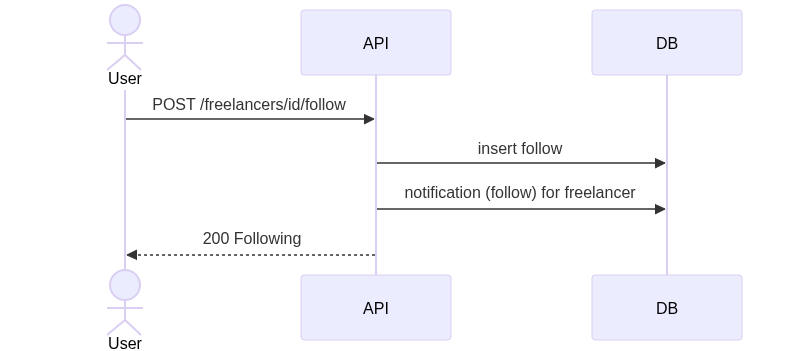 User
API
DB
POST /freelancers/id/follow
insert follow
notification (follow) for freelancer
200 Following
User
API
DB